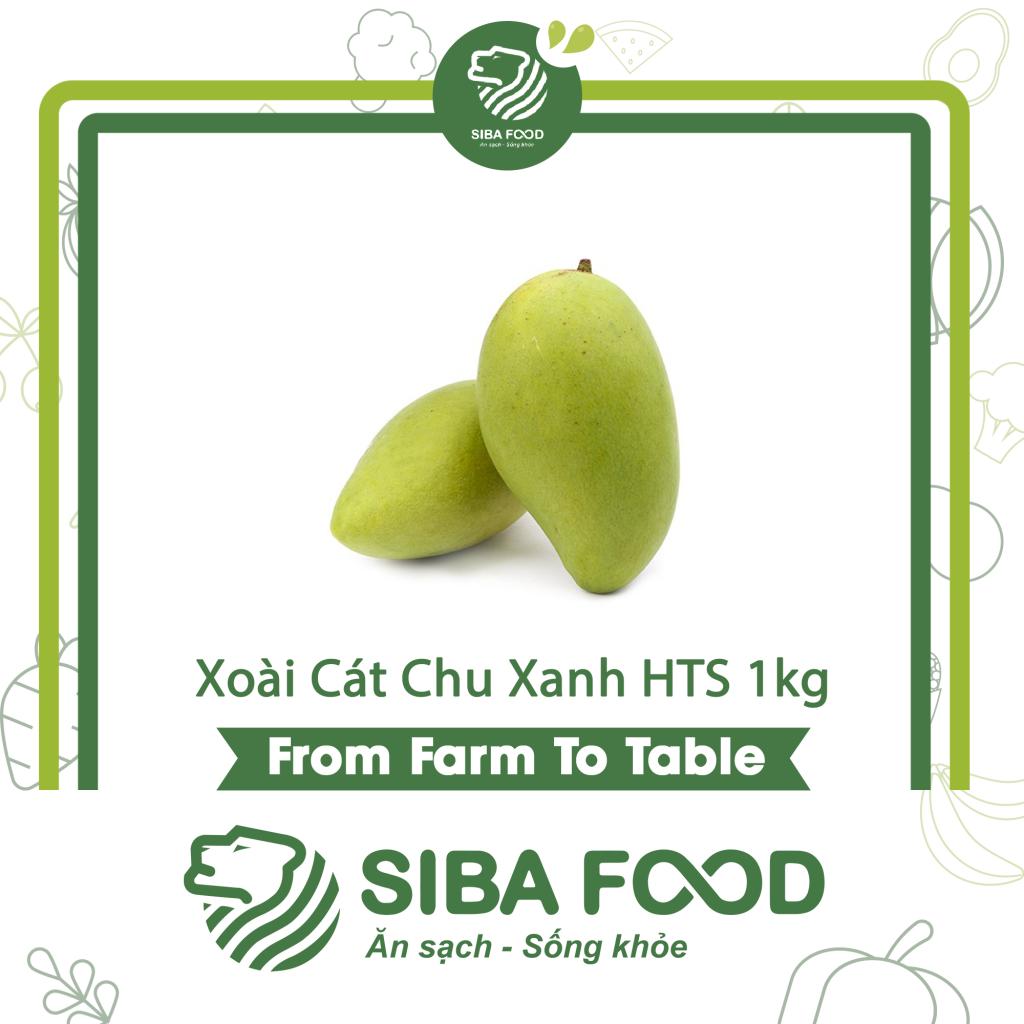 SIBA FOOD
Ăn sạch - Sống khỏe
Xoài Cát Chu Xanh HTS 1kg
From Farm To Table
SIBA FOOD
Ăn sạch - Sống khỏe